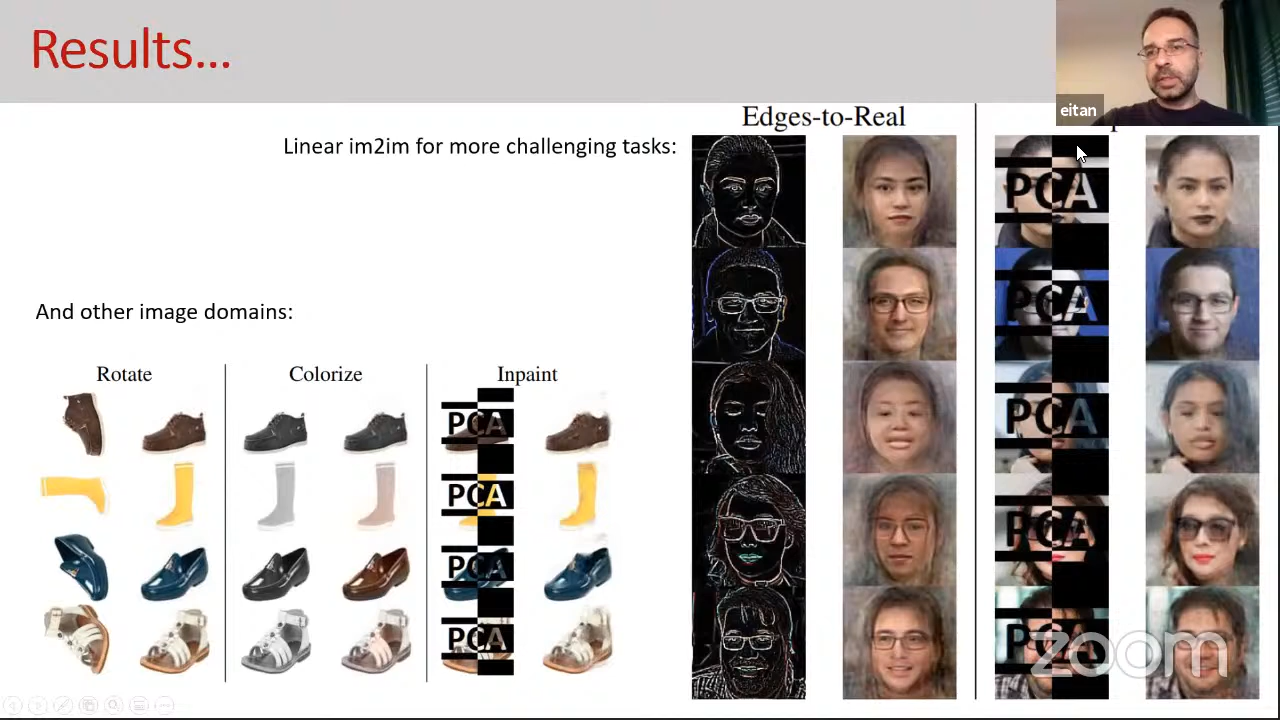 Results...
eitan
Edges-to-Real
Linear im2im for more challenging tasks:
PCA
PCA
And other image domains:
PCA
Rotate
Colorize
Inpaint
PCA
PCA
PCA
PCA
PCA
PCA
zoom